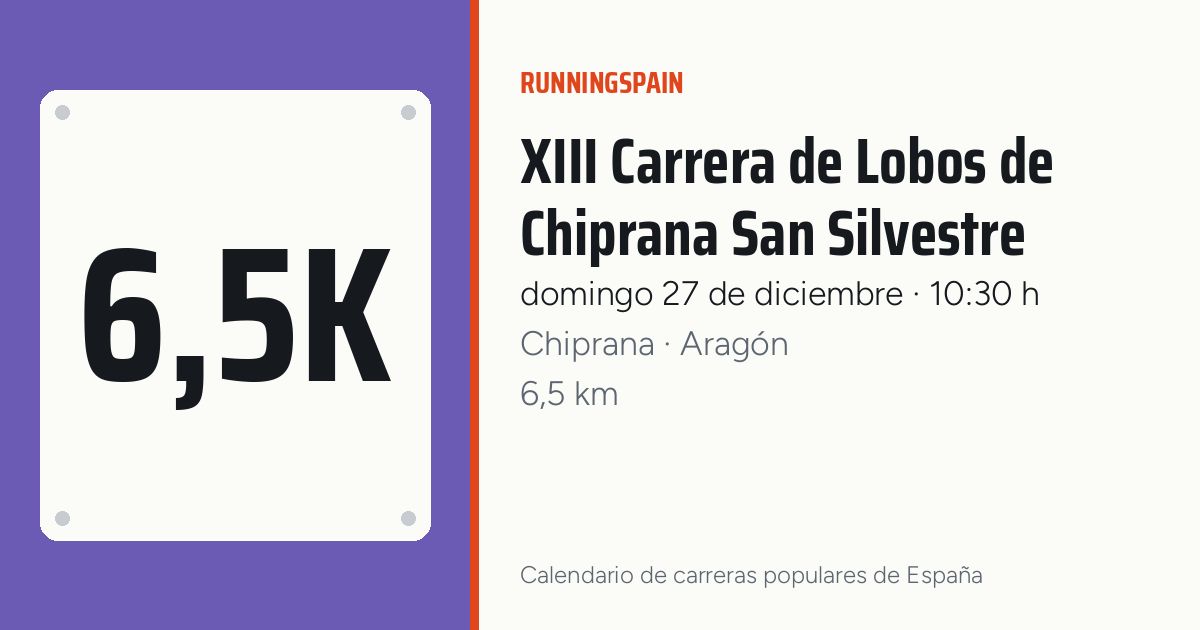 6,5K
RUNNINGSPAIN
XIII Carrera de Lobos de
Chiprana San Silvestre
domingo 27 de diciembre · 10:30 h
Chiprana · Aragón
6,5 km
Calendario de carreras populares de España